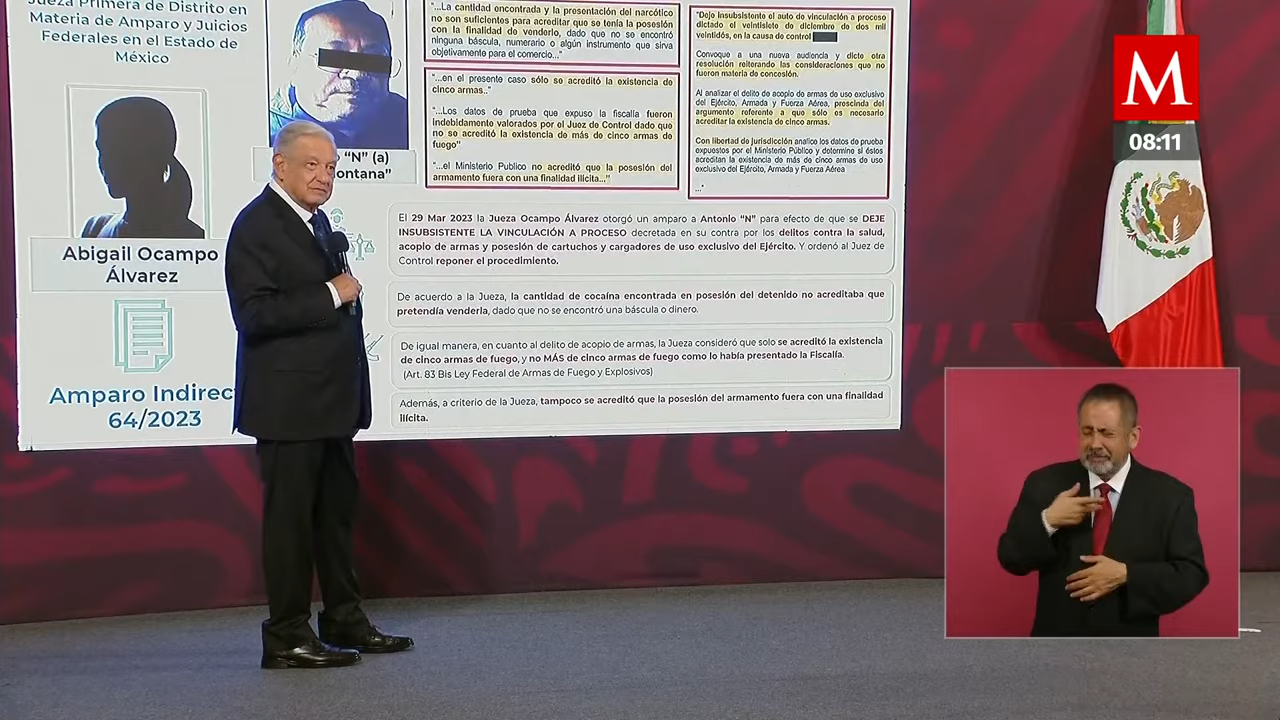 Jueza Primera de Distrito en
Materia de Amparo y Juicios
Federales en el Estado de
México
Abigail Ocampo
Álvarez
Amparo Indirec
64/2023
"N" (a)
ontana"
"...La cantidad encontrada y la presentación del narcótico
no son suficientes para acreditar que se tenía la posesión
con la finalidad de venderlo, dado que no se encontró
ninguna báscula, numerario o algún instrumento que sirva
objetivamente para el comercio..."
"...en el presente caso sólo se acreditó la existencia de
cinco armas.."
"...Los datos de prueba que expuso la fiscalía fueron
indebidamente valorados por el Juez de Control dado que
no se acreditó la existencia de más de cinco armas de
fuego"
"...el Ministerio Publico no acreditó que la posesión del
armamento fuera con una finalidad ilícita..."
"Dejo insubsistente el auto de vinculación a proceso
dictado el veintisiete de diciembre de dos mil
veintidós, en la causa de control
Convoque a una nueva audiencia y dicte otra
resolución reiterando las consideraciones que no
fueron materia de concesión.
Al analizar el delito de acopio de armas de uso exclusivo
del Ejército, Armada y Fuerza Aérea, prescinda del
argumento referente a que sólo es necesario
acreditar la existencia de cinco armas.
Con libertad de jurisdicción analice los datos de prueba
expuestos por el Ministerio Público y determine si éstos
acreditan la existencia de más de cinco armas de uso
exclusivo del Ejército, Armada y Fuerza Aérea
..."
El 29 Mar 2023 la Jueza Ocampo Álvarez otorgó un amparo a Antonio "N" para efecto de que se DEJE
INSUBSISTENTE LA VINCULACIÓN A PROCESO decretada en su contra por los delitos contra la salud,
acopio de armas y posesión de cartuchos y cargadores de uso exclusivo del Ejército. Y ordenó al Juez de
Control reponer el procedimiento.
De acuerdo a la Jueza, la cantidad de cocaína encontrada en posesión del detenido no acreditaba que
pretendía venderla, dado que no se encontró una báscula o dinero.
De igual manera, en cuanto al delito de acopio de armas, la Jueza consideró que solo se acreditó la existencia
de cinco armas de fuego, y no MÁS de cinco armas de fuego como lo había presentado la Fiscalía.
(Art. 83 Bis Ley Federal de Armas de Fuego y Explosivos)
Además, a criterio de la Jueza, tampoco se acreditó que la posesión del armamento fuera con una finalidad
ilícita.
M
08:11